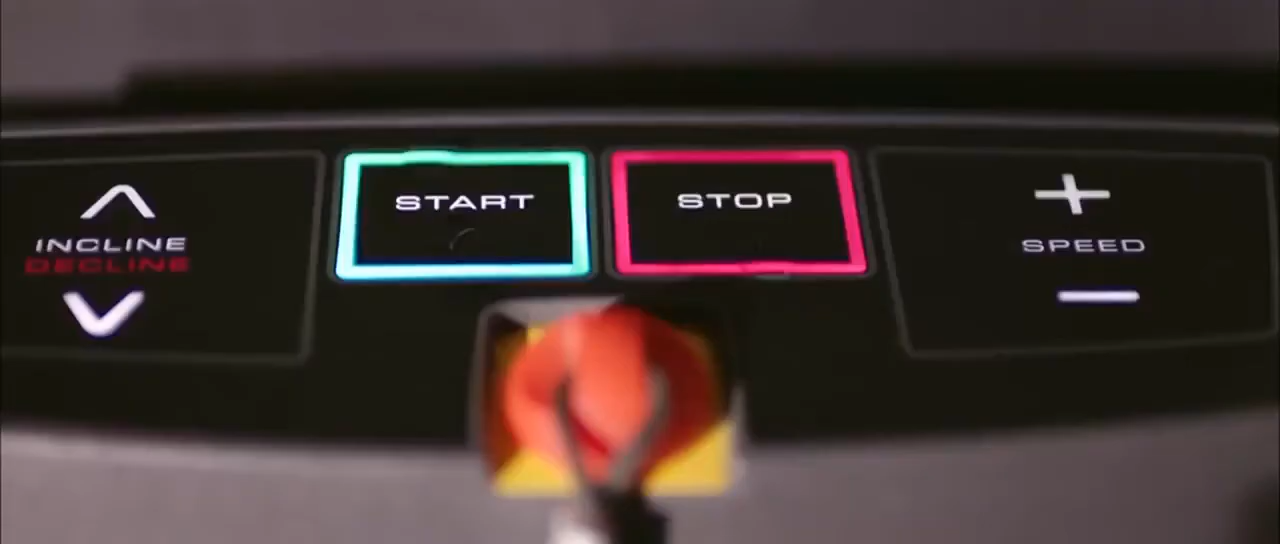 INCLINE
DECLINE
START
STOP
+
SPEED
-